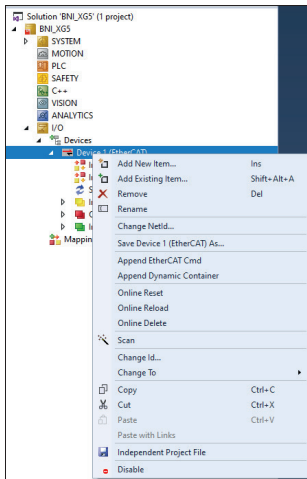 Solution 'BNI_XG5' (1 project)
BNI_XG5
SYSTEM
MOTION
PLC
SAFETY
C++
VISION
ANALYTICS
I/O
Devices
Device 1 (EtherCAT)
Add New Item... Ins
Add Existing Item... Shift+Alt+A
Remove Del
Rename
Change NetId...
Save Device 1 (EtherCAT) As...
Append EtherCAT Cmd
Append Dynamic Container
Online Reset
Online Reload
Online Delete
Scan
Change Id...
Change To
Copy Ctrl+C
Cut Ctrl+X
Paste Ctrl+V
Paste with Links
Independent Project File
Disable
Mappin